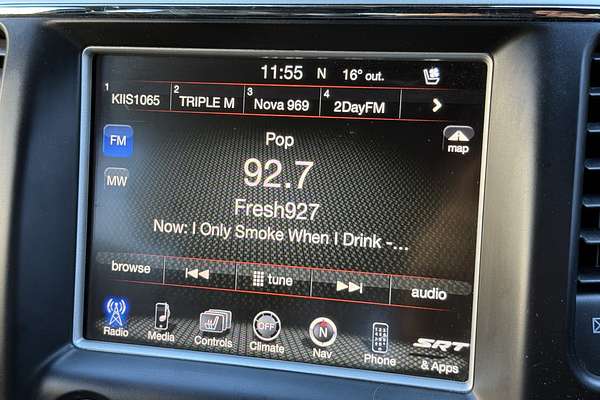 11:55 N 16° out.
1 KIIS1065 2 TRIPLE M 3 Nova 969 4 2DayFM
FM Pop map
92.7
MW
Fresh927
Now: I Only Smoke When I Drink -...
browse tune audio
Radio Media Controls OFF Climate N Nav Phone SRT & Apps